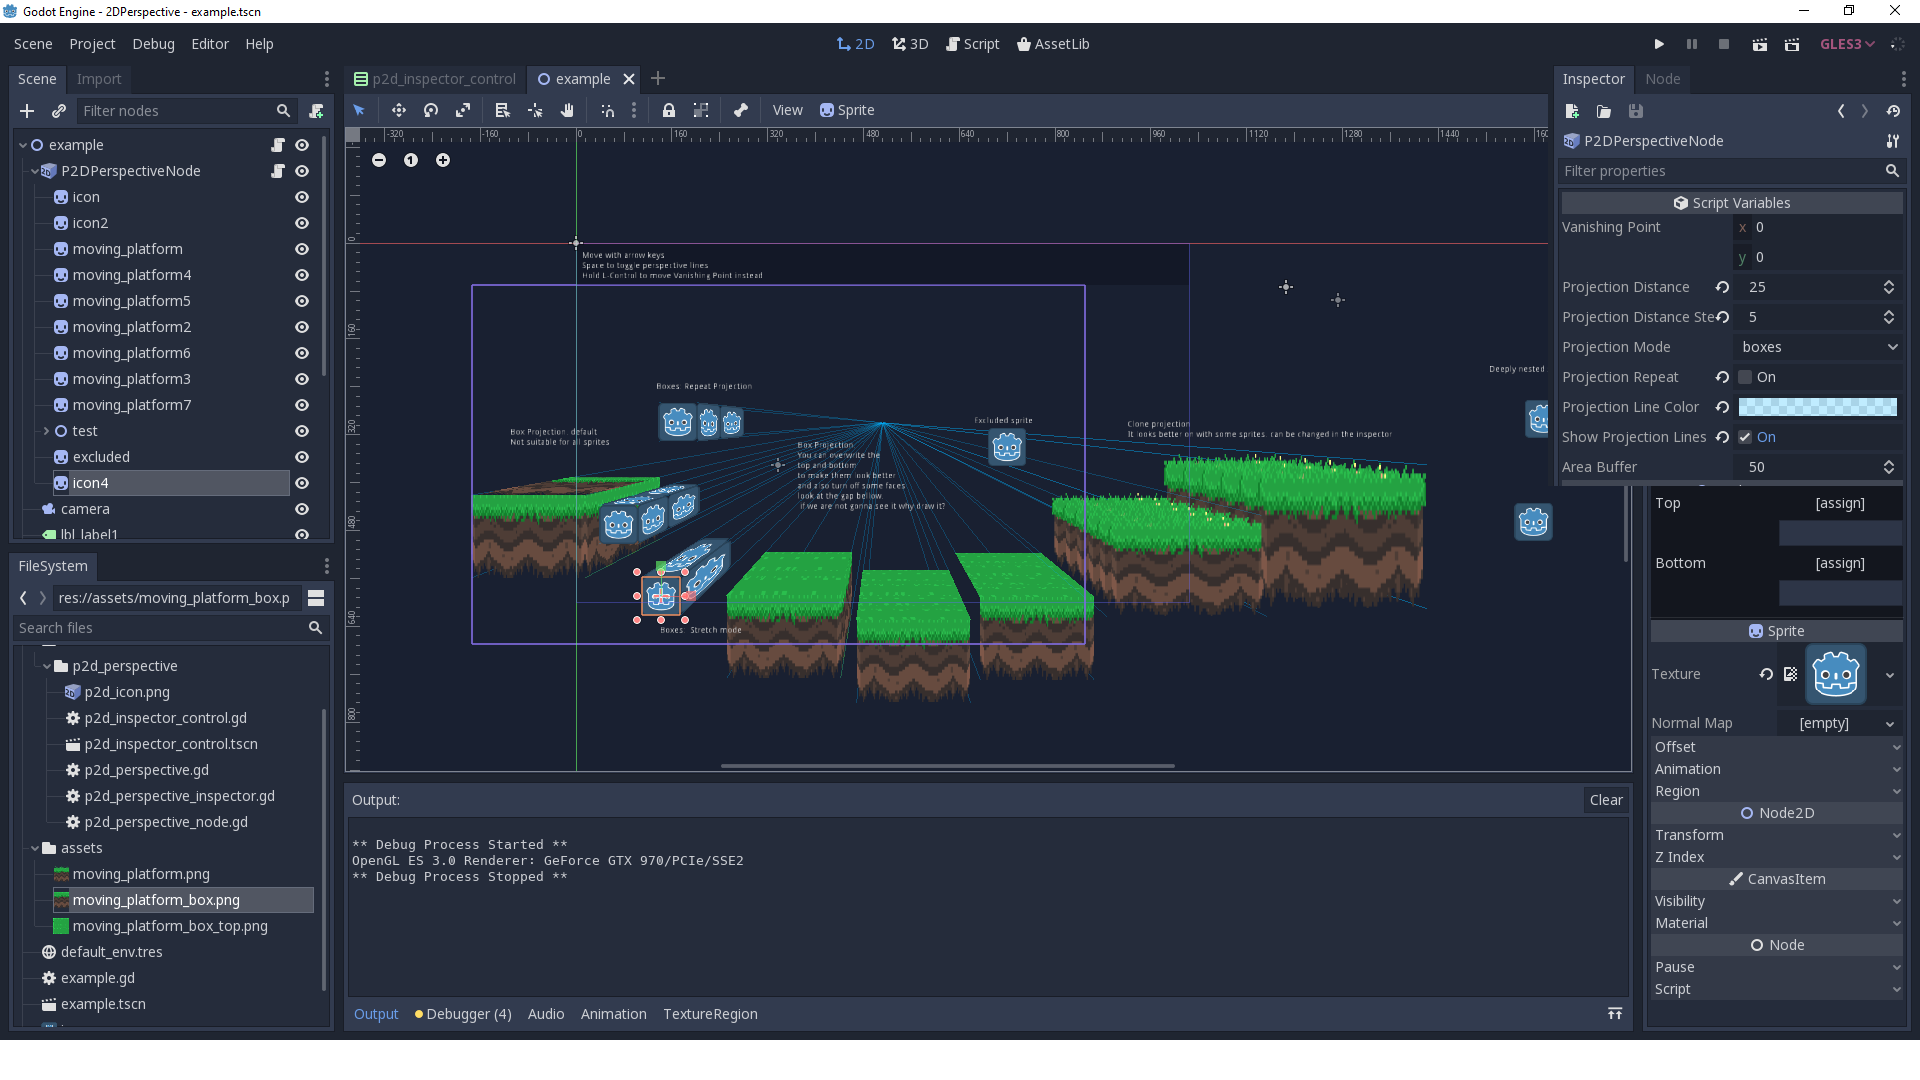 Godot Engine - 2DPerspective - example.tscn
Scene Project Debug Editor Help
2D 3D Script AssetLib
GLES3
Scene Import
Filter nodes
example
P2DPerspectiveNode
icon
icon2
moving_platform
moving_platform4
moving_platform5
moving_platform2
moving_platform6
moving_platform3
moving_platform7
test
excluded
icon4
camera
lbl_label1
FileSystem
res://assets/moving_platform_box.p
Search files
p2d_perspective
p2d_icon.png
p2d_inspector_control.gd
p2d_inspector_control.tscn
p2d_perspective.gd
p2d_perspective_inspector.gd
p2d_perspective_node.gd
assets
moving_platform.png
moving_platform_box.png
moving_platform_box_top.png
default_env.tres
example.gd
example.tscn
p2d_inspector_control example
View Sprite
-320 -160 0 160 320 480 640 800 960 1120 1280 1440 160
0
160
320
480
640
800
1
Move with arrow keys
Space to toggle perspective lines
Hold L-Control to move Vanishing Point instead
Boxes: Repeat Projection
Box Projection: default
Not suitable for all sprites
Box Projection
You can overwrite the
top and bottom
to make them look better
and also turn off some faces
look at the gap bellow
if we are not gonna see it why draw it?
Excluded sprite
Clone projection
It looks better on with some sprites, can be changed in the inspector
Deeply nested
Boxes: Stretch mode
Output:
Clear
** Debug Process Started **
OpenGL ES 3.0 Renderer: GeForce GTX 970/PCIe/SSE2
** Debug Process Stopped **
Output Debugger (4) Audio Animation TextureRegion
Inspector Node
P2DPerspectiveNode
Filter properties
Script Variables
Vanishing Point x 0
y 0
Projection Distance 25
Projection Distance Ste 5
Projection Mode boxes
Projection Repeat On
Projection Line Color
Show Projection Lines On
Area Buffer 50
Top [assign]
Bottom [assign]
Sprite
Texture
Normal Map [empty]
Offset
Animation
Region
Node2D
Transform
Z Index
CanvasItem
Visibility
Material
Node
Pause
Script